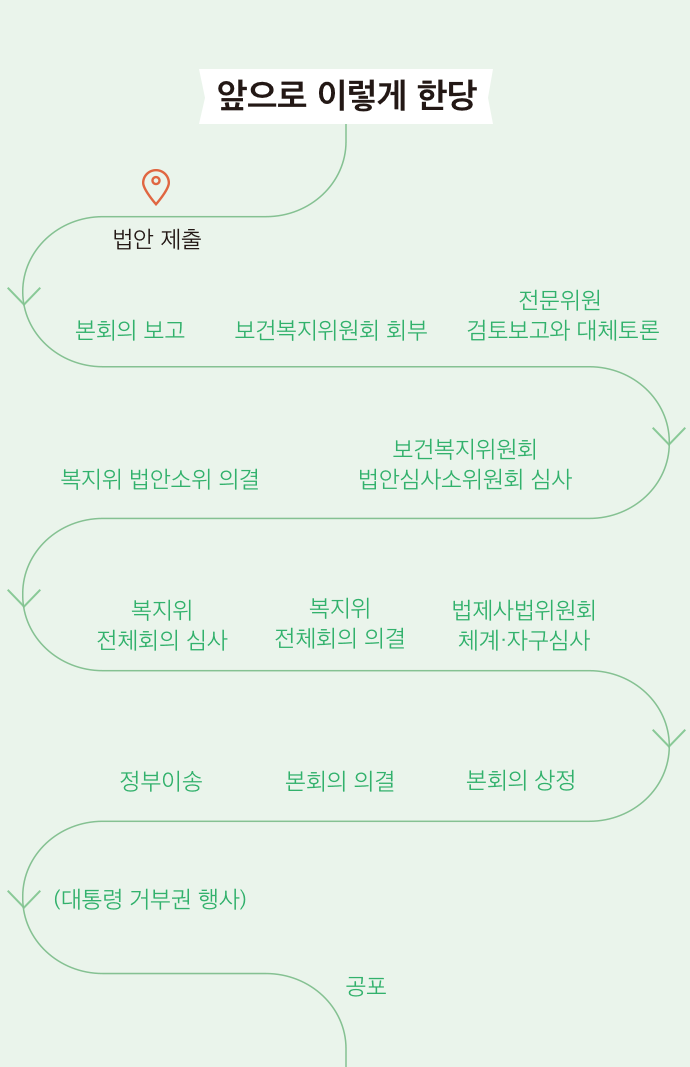 앞으로 이렇게 한당
법안 제출
본회의 보고
보건복지위원회 회부
전문위원
검토보고와 대체토론
보건복지위원회
법안심사소위원회 심사
복지위 법안소위 의결
복지위
전체회의 심사
복지위
전체회의 의결
법제사법위원회
체계·자구심사
본회의 상정
본회의 의결
정부이송
(대통령 거부권 행사)
공포